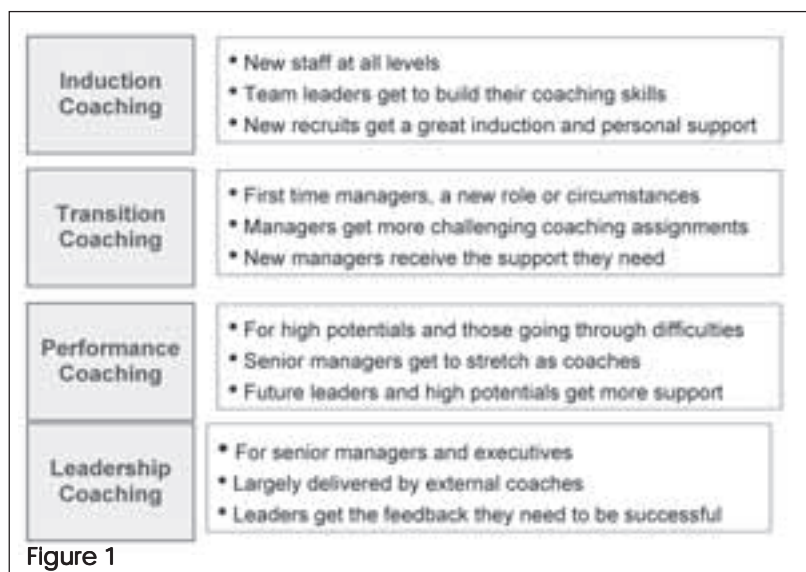 Induction
Coaching
• New staff at all levels
• Team leaders get to build their coaching skills
• New recruits get a great induction and personal support
Transition
Coaching
• First time managers, a new role or circumstances
• Managers get more challenging coaching assignments
• New managers receive the support they need
Performance
Coaching
• For high potentials and those going through difficulties
• Senior managers get to stretch as coaches
• Future leaders and high potentials get more support
Leadership
Coaching
• For senior managers and executives
• Largely delivered by external coaches
• Leaders get the feedback they need to be successful
Figure 1